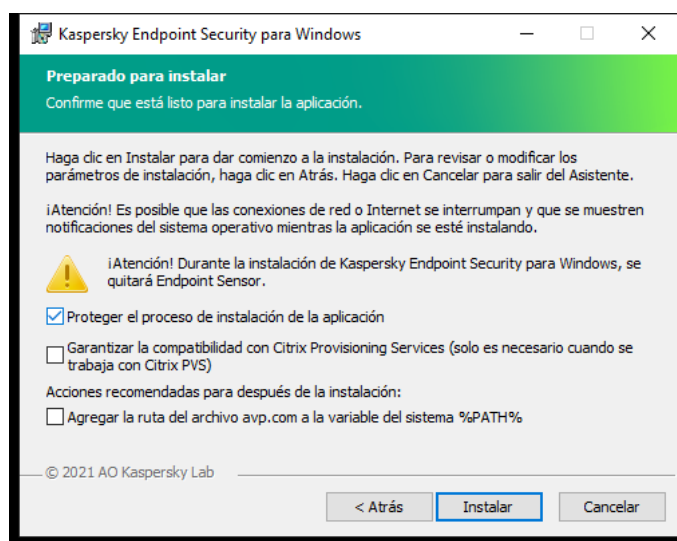 Kaspersky Endpoint Security para Windows
Preparado para instalar
Confirme que está listo para instalar la aplicación.
Haga clic en Instalar para dar comienzo a la instalación. Para revisar o modificar los
parámetros de instalación, haga clic en Atrás. Haga clic en Cancelar para salir del Asistente.
¡Atención! Es posible que las conexiones de red o Internet se interrumpan y que se muestren
notificaciones del sistema operativo mientras la aplicación se esté instalando.
¡Atención! Durante la instalación de Kaspersky Endpoint Security para Windows, se
quitará Endpoint Sensor.
Proteger el proceso de instalación de la aplicación
Garantizar la compatibilidad con Citrix Provisioning Services (solo es necesario cuando se
trabaja con Citrix PVS)
Acciones recomendadas para después de la instalación:
Agregar la ruta del archivo avp.com a la variable del sistema %PATH%
© 2021 AO Kaspersky Lab
< Atrás Instalar Cancelar